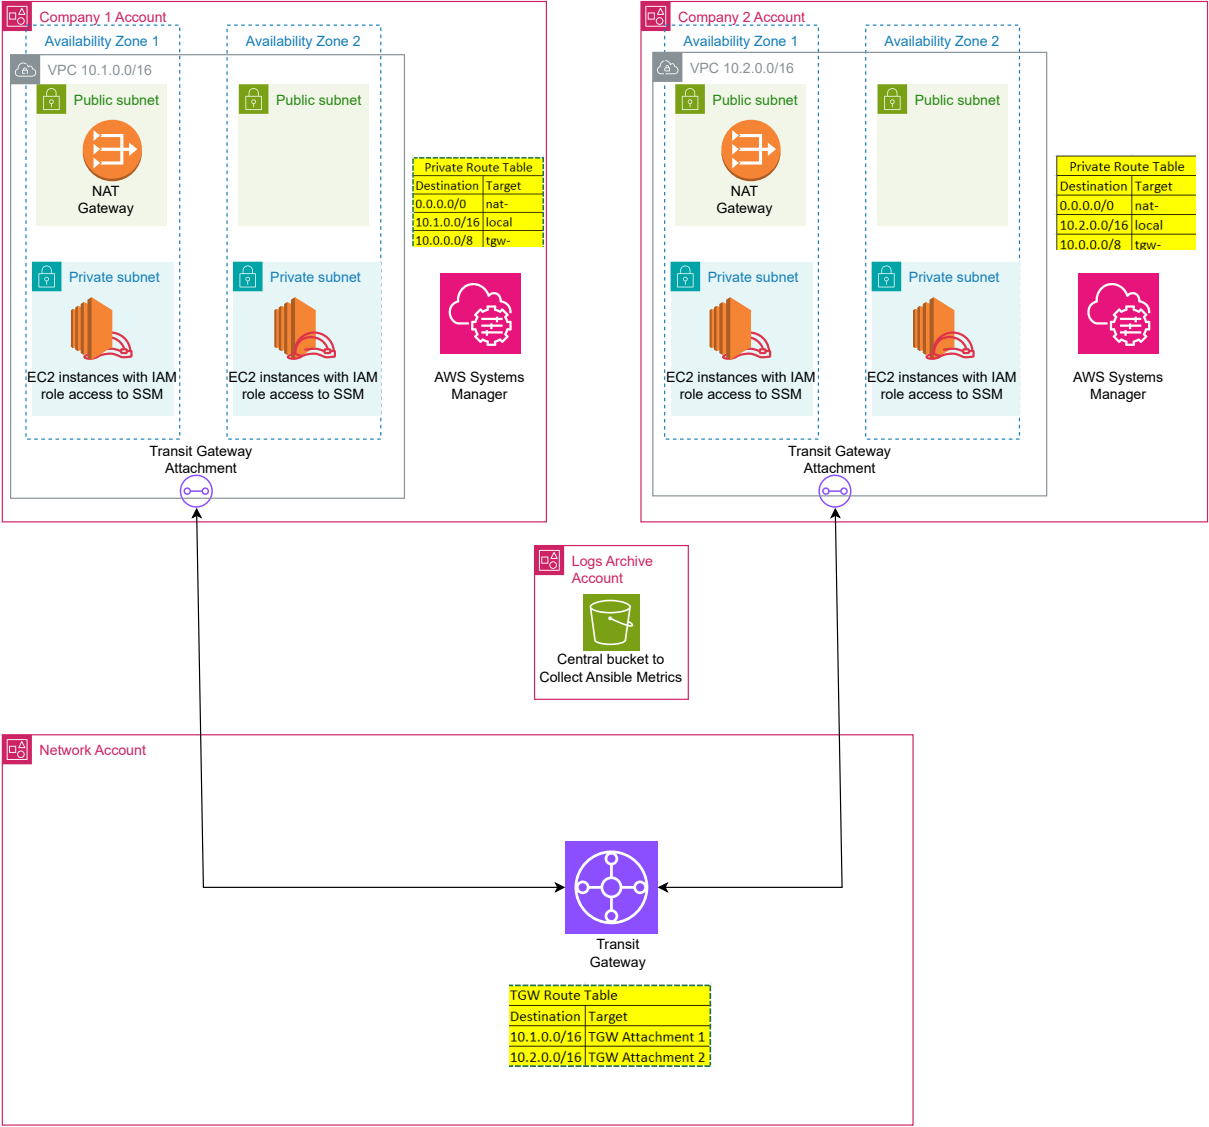 Company 1 Account
Availability Zone 1
Availability Zone 2
VPC 10.1.0.0/16
Public subnet
Public subnet
NAT
Gateway
Private Route Table
Destination Target
0.0.0.0/0 nat-
10.1.0.0/16 local
10.0.0.0/8 tgw-
Private subnet
Private subnet
EC2 instances with IAM
role access to SSM
EC2 instances with IAM
role access to SSM
AWS Systems
Manager
Transit Gateway
Attachment
Company 2 Account
Availability Zone 1
Availability Zone 2
VPC 10.2.0.0/16
Public subnet
Public subnet
NAT
Gateway
Private Route Table
Destination Target
0.0.0.0/0 nat-
10.2.0.0/16 local
10.0.0.0/8 tgw-
Private subnet
Private subnet
EC2 instances with IAM
role access to SSM
EC2 instances with IAM
role access to SSM
AWS Systems
Manager
Transit Gateway
Attachment
Logs Archive
Account
Central bucket to
Collect Ansible Metrics
Network Account
Transit
Gateway
TGW Route Table
Destination Target
10.1.0.0/16 TGW Attachment 1
10.2.0.0/16 TGW Attachment 2